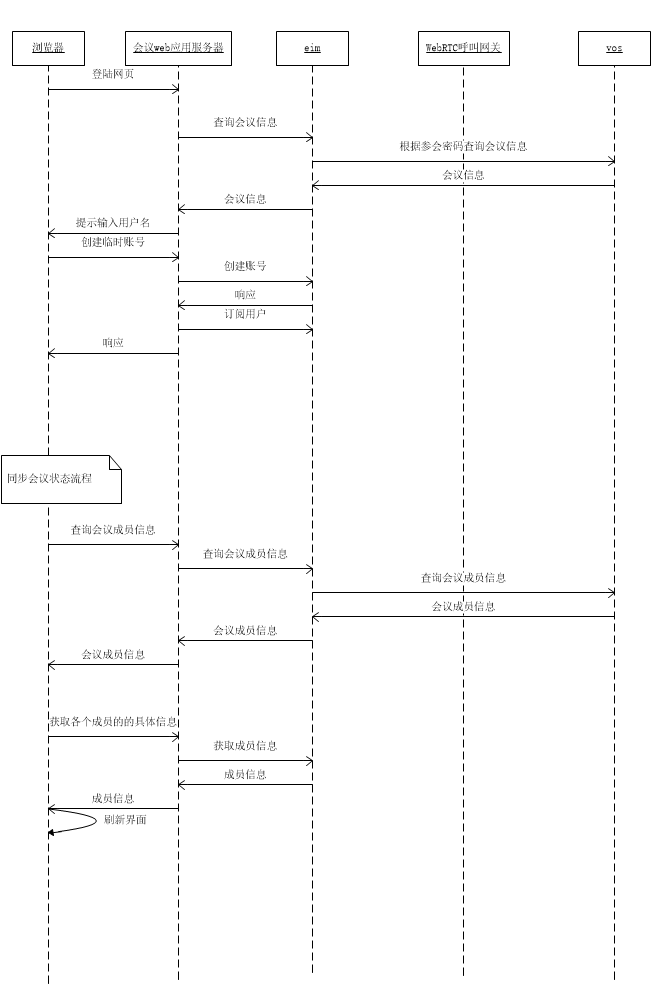 浏览器
会议web应用服务器
eim
WebRTC呼叫网关
vos
登陆网页
查询会议信息
根据参会密码查询会议信息
会议信息
会议信息
提示输入用户名
创建临时账号
创建账号
响应
订阅用户
响应
同步会议状态流程
查询会议成员信息
查询会议成员信息
查询会议成员信息
会议成员信息
会议成员信息
会议成员信息
获取各个成员的的具体信息
获取成员信息
成员信息
成员信息
刷新界面